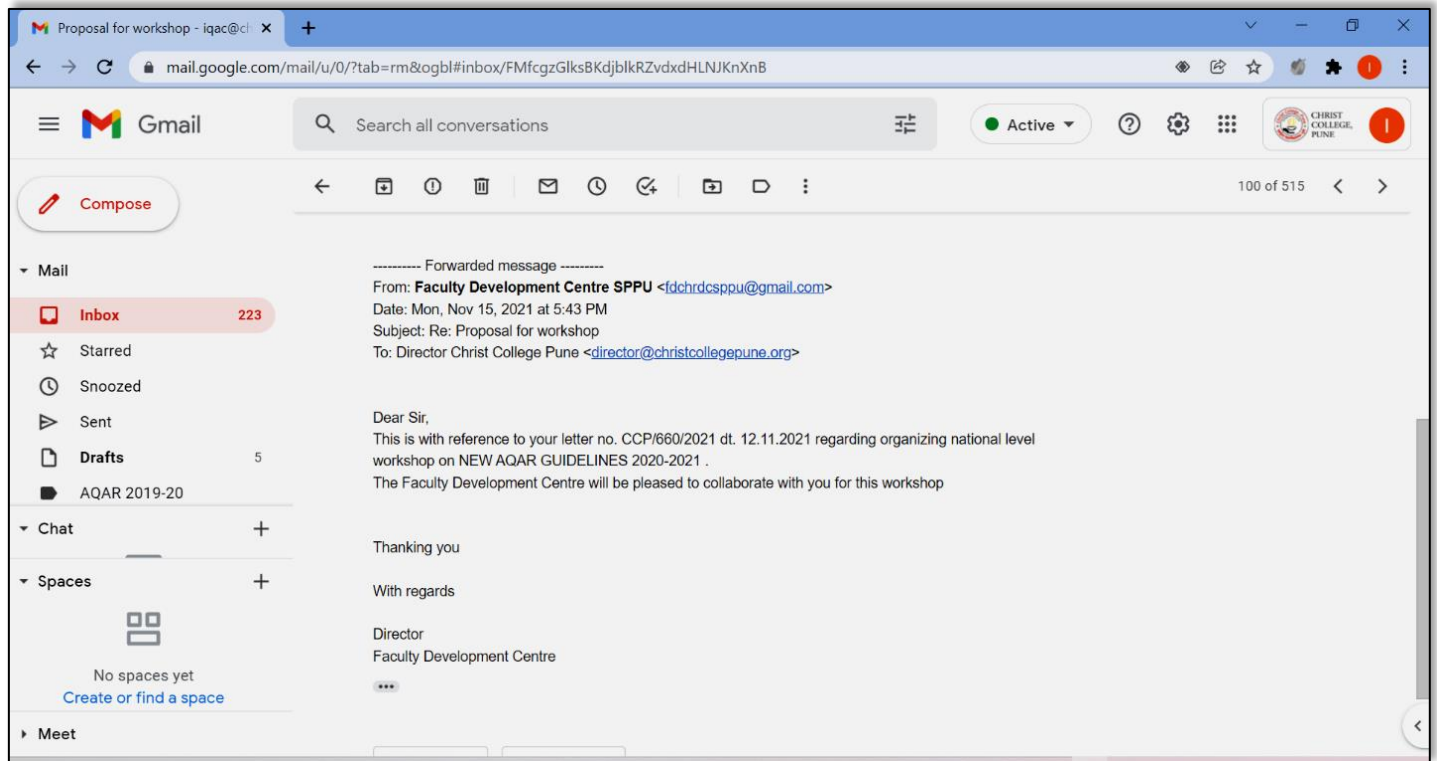 Proposal for workshop - iqac@ch
mail.google.com/mail/u/0/?tab=rm&ogbl#inbox/FMfcgzGlksBKdjblkRZvdxdHLNJKnXnB
Gmail
Search all conversations
Active
CHRIST
COLLEGE,
PUNE
I
Compose
100 of 515
Mail
Inbox 223
Starred
Snoozed
Sent
Drafts 5
AQAR 2019-20
Chat
Spaces
No spaces yet
Create or find a space
Meet
---------- Forwarded message ---------
From: Faculty Development Centre SPPU <fdchrdcsppu@gmail.com>
Date: Mon, Nov 15, 2021 at 5:43 PM
Subject: Re: Proposal for workshop
To: Director Christ College Pune <director@christcollegepune.org>
Dear Sir,
This is with reference to your letter no. CCP/660/2021 dt. 12.11.2021 regarding organizing national level
workshop on NEW AQAR GUIDELINES 2020-2021 .
The Faculty Development Centre will be pleased to collaborate with you for this workshop
Thanking you
With regards
Director
Faculty Development Centre